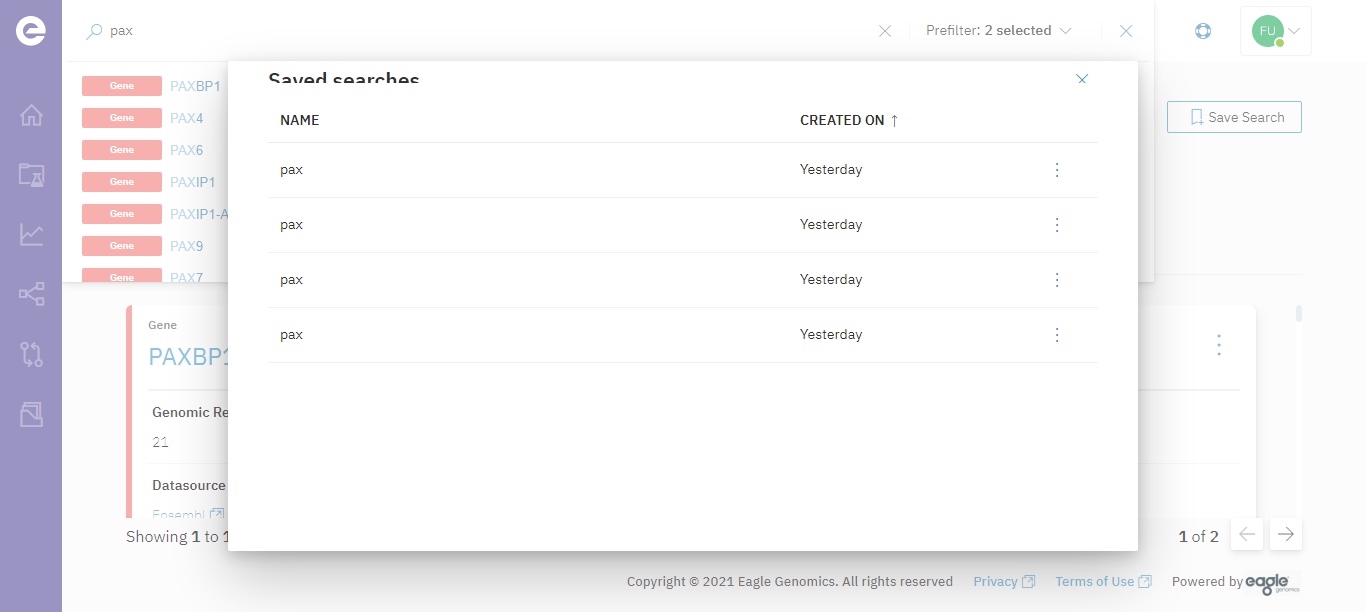 pax
Prefilter: 2 selected
FU
Gene PAXBP1
Gene PAX4
Gene PAX6
Gene PAXIP1
Gene PAXIP1-A
Gene PAX9
Gene PAX7
Save Search
Saved searches
NAME CREATED ON ↑
pax Yesterday
pax Yesterday
pax Yesterday
pax Yesterday
Gene
PAXBP1
Genomic Re
21
Datasource
Ensembl
Showing 1 to 1
1 of 2
Copyright © 2021 Eagle Genomics. All rights reserved Privacy Terms of Use Powered by eagle genomics